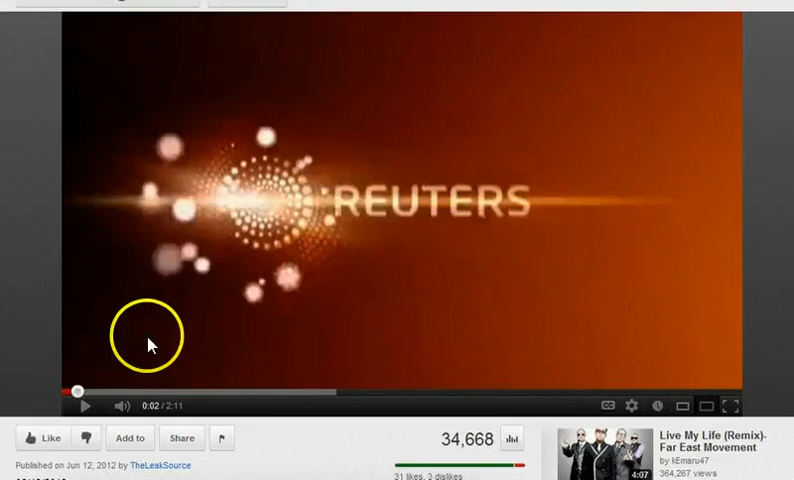 REUTERS
0:02 / 2:11
CC
Like
Add to
Share
34,668
Published on Jun 12, 2012 by TheLeakSource
31 likes, 3 dislikes
4:07
Live My Life (Remix)-
Far East Movement
by kEmaru47
364,267 views